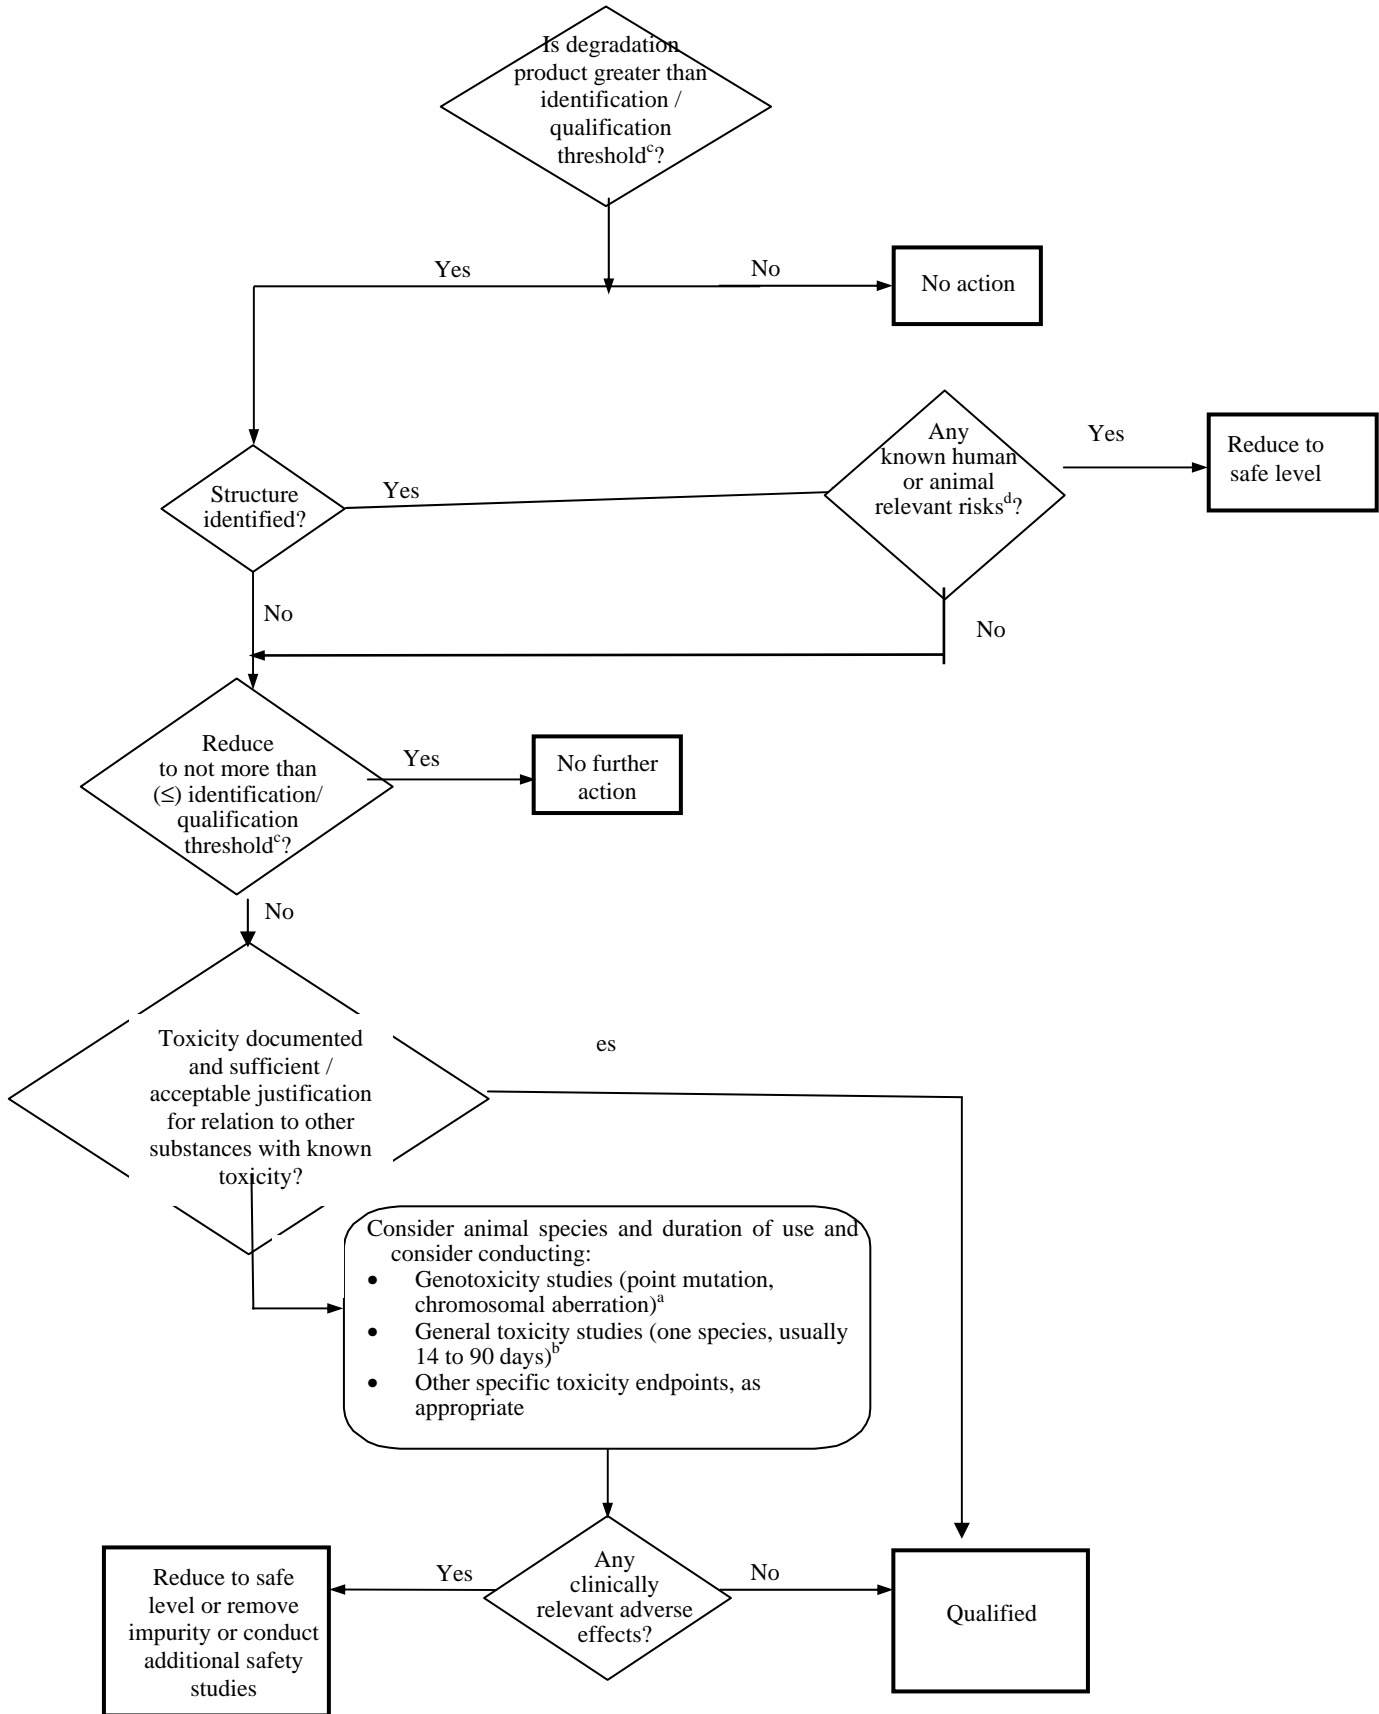 Is degradation
product greater than
identification /
qualification
thresholdᶜ?
Yes
No
No action
Structure
identified?
Yes
Any
known human
or animal
relevant risksᵈ?
Yes
Reduce to
safe level
No
No
Reduce
to not more than
(≤) identification/
qualification
thresholdᶜ?
Yes
No further
action
No
Toxicity documented
and sufficient /
acceptable justification
for relation to other
substances with known
toxicity?
es
Consider animal species and duration of use and
consider conducting:
• Genotoxicity studies (point mutation,
chromosomal aberration)ᵃ
• General toxicity studies (one species, usually
14 to 90 days)ᵇ
• Other specific toxicity endpoints, as
appropriate
Any
clinically
relevant adverse
effects?
Yes
No
Reduce to safe
level or remove
impurity or conduct
additional safety
studies
Qualified